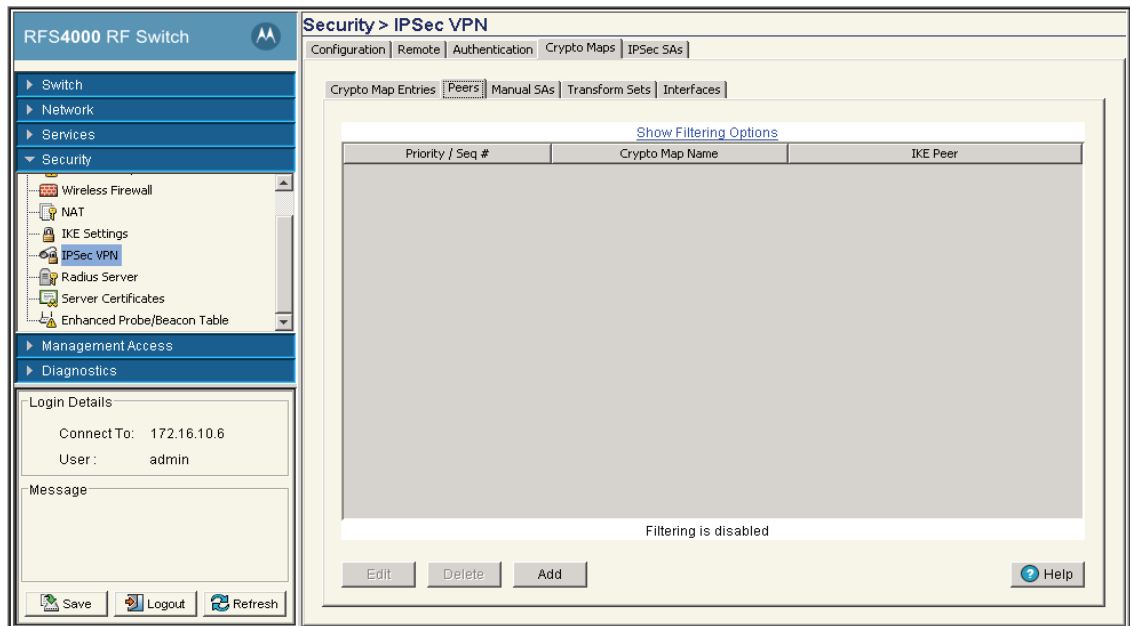 RFS4000 RF Switch
Switch
Network
Services
Security
Wireless Firewall
NAT
IKE Settings
IPSec VPN
Radius Server
Server Certificates
Enhanced Probe/Beacon Table
Management Access
Diagnostics
Login Details
Connect To: 172.16.10.6
User : admin
Message
Save Logout Refresh
Security > IPSec VPN
Configuration Remote Authentication Crypto Maps IPSec SAs
Crypto Map Entries Peers Manual SAs Transform Sets Interfaces
Show Filtering Options
Priority / Seq # Crypto Map Name IKE Peer
Filtering is disabled
Edit Delete Add Help